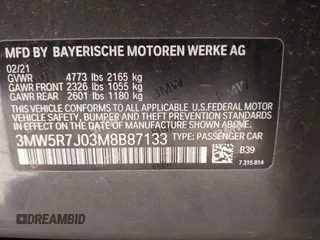 MFD BY BAYERISCHE MOTOREN WERKE AG
02/21
GVWR 4773 lbs 2165 kg
GAWR FRONT 2326 lbs 1055 kg
GAWR REAR 2601 lbs 1180 kg
THIS VEHICLE CONFORMS TO ALL APPLICABLE U.S. FEDERAL MOTOR
VEHICLE SAFETY, BUMPER, AND THEFT PREVENTION STANDARDS IN
EFFECT ON THE DATE OF MANUFACTURE SHOWN ABOVE.
3MW5R7J03M8B87133 TYPE: PASSENGER CAR
B39
7 315 814
DREAMBID